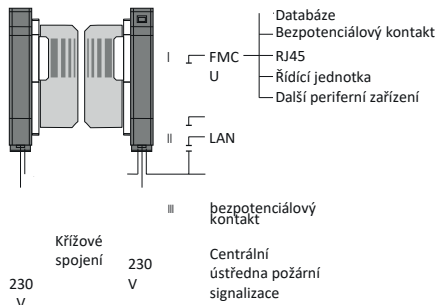 Databáze
Bezpotenciálový kontakt
I
FMC
U
RJ45
Řídící jednotka
Další periferní zařízení
II
LAN
III
bezpotenciálový
kontakt
Křížové
spojení
230
V
230
V
Centrální
ústředna požární
signalizace